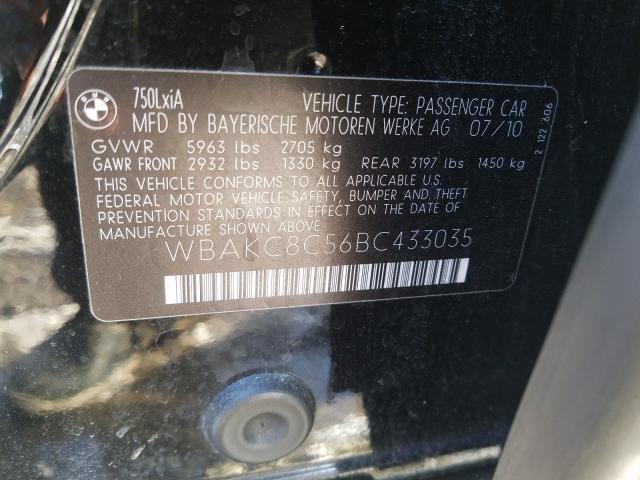 BMW
750LxiA VEHICLE TYPE: PASSENGER CAR
MFD BY BAYERISCHE MOTOREN WERKE AG 07/10
GVWR 5963 lbs 2705 kg
GAWR FRONT 2932 lbs 1330 kg REAR 3197 lbs 1450 kg
THIS VEHICLE CONFORMS TO ALL APPLICABLE U.S.
FEDERAL MOTOR VEHICLE SAFETY, BUMPER AND THEFT
PREVENTION STANDARDS IN EFFECT ON THE DATE OF
MANUFACTURE SHOWN ABOVE.
WBAKC8C56BC433035
2 122 606